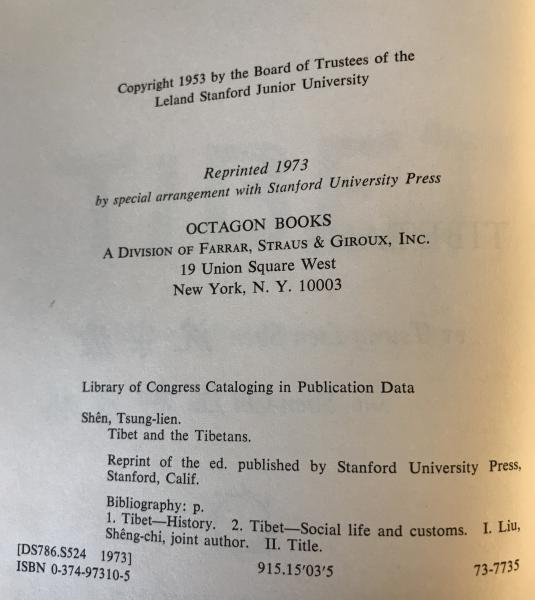 Copyright 1953 by the Board of Trustees of the
Leland Stanford Junior University
Reprinted 1973
by special arrangement with Stanford University Press
OCTAGON BOOKS
A DIVISION OF FARRAR, STRAUS & GIROUX, INC.
19 Union Square West
New York, N. Y. 10003
Library of Congress Cataloging in Publication Data
Shên, Tsung-lien.
Tibet and the Tibetans.
Reprint of the ed. published by Stanford University Press,
Stanford, Calif.
Bibliography: p.
1. Tibet—History. 2. Tibet—Social life and customs. I. Liu,
Shêng-chi, joint author. II. Title.
[DS786.S524 1973]
ISBN 0-374-97310-5 915.15'03'5 73-7735